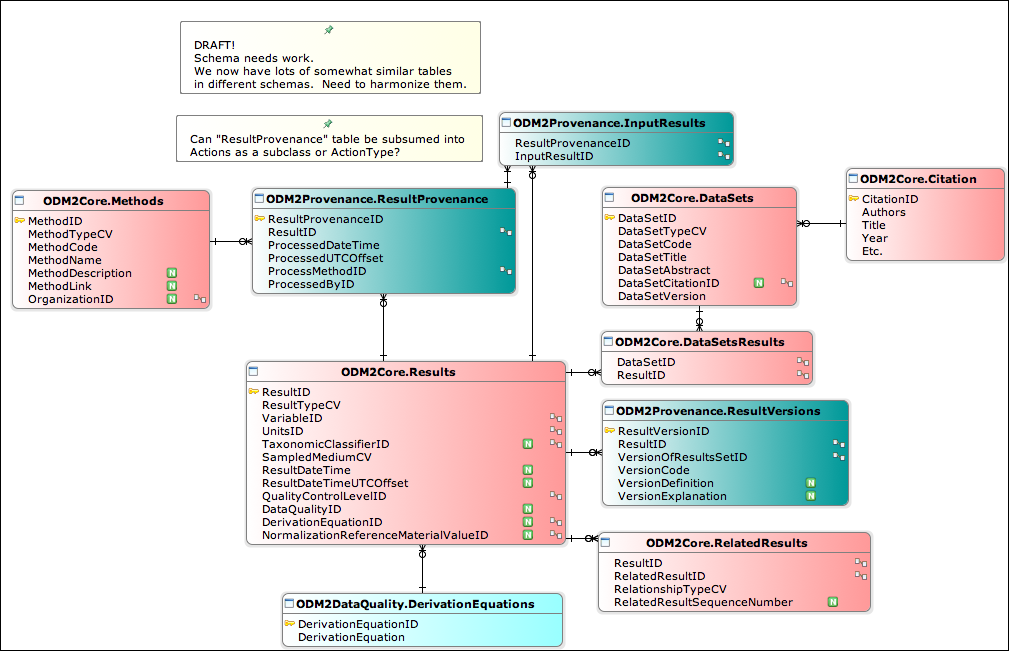 DRAFT!
Schema needs work.
We now have lots of somewhat similar tables
in different schemas.  Need to harmonize them.
Can "ResultProvenance" table be subsumed into
Actions as a subclass or ActionType?
ODM2Provenance.InputResults
ResultProvenanceID
InputResultID
ODM2Core.Methods
MethodID
MethodTypeCV
MethodCode
MethodName
MethodDescription N
MethodLink N
OrganizationID N
ODM2Provenance.ResultProvenance
ResultProvenanceID
ResultID
ProcessedDateTime
ProcessedUTCOffset
ProcessMethodID
ProcessedByID
ODM2Core.DataSets
DataSetID
DataSetTypeCV
DataSetCode
DataSetTitle
DataSetAbstract
DataSetCitationID N
DataSetVersion
ODM2Core.Citation
CitationID
Authors
Title
Year
Etc.
ODM2Core.DataSetsResults
DataSetID
ResultID
ODM2Core.Results
ResultID
ResultTypeCV
VariableID
UnitsID
TaxonomicClassifierID N
SampledMediumCV
ResultDateTime N
ResultDateTimeUTCOffset N
QualityControlLevelID
DataQualityID N
DerivationEquationID N
NormalizationReferenceMaterialValueID N
ODM2Provenance.ResultVersions
ResultVersionID
ResultID
VersionOfResultsSetID
VersionCode
VersionDefinition N
VersionExplanation N
ODM2Core.RelatedResults
ResultID
RelatedResultID
RelationshipTypeCV
RelatedResultSequenceNumber N
ODM2DataQuality.DerivationEquations
DerivationEquationID
DerivationEquation